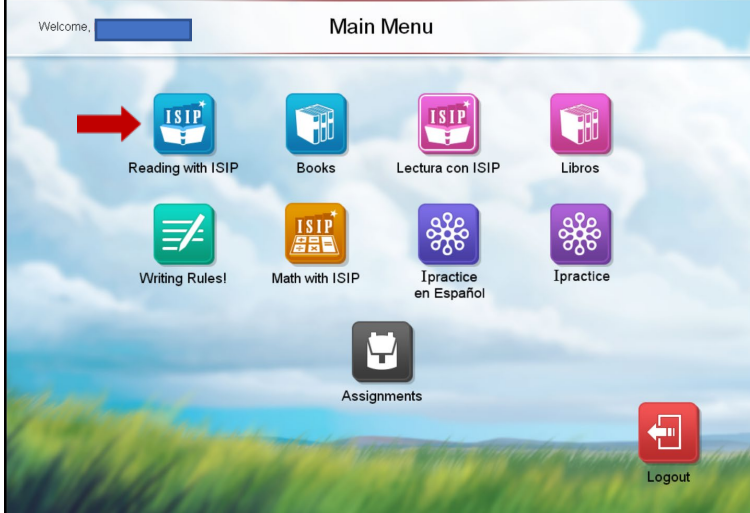 Welcome,
Main Menu
ISIP
ISIP
Reading with ISIP
Books
Lectura con ISIP
Libros
ISIP
Writing Rules!
Math with ISIP
Ipractice
en Español
Ipractice
Assignments
Logout